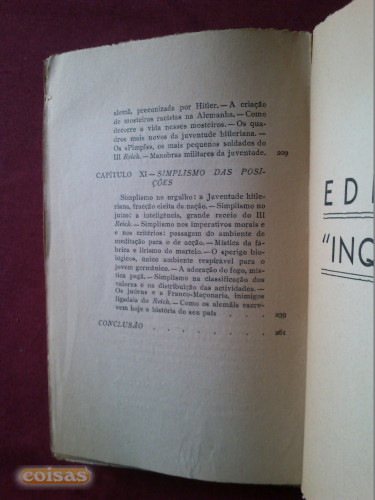 alemã, preconizada por Hitler.—A criação
de mosteiros racistas na Alemanha.—Como
decorre a vida nesses mosteiros.—Os qua-
dros mais novos da juventude hitleriana.—
Os «Pimpfs», os mais pequenos soldados do
III Reich.—Manobras militares da juventude. 209
CAPÍTULO XI—SIMPLISMO DAS POSI-
ÇÕES
Simplismo no orgulho: a Juventude hitle-
riana, fracção eleita da nação.—Simplismo no
juízo: a inteligência, grande receio do III
Reich.—Simplismo nos imperativos morais e
e nos critérios: passagem do ambiente de
meditação para o de acção.—Mística da fá-
brica e lirismo do martelo.—O sperigo bio-
lógicos, único ambiente respirável para o
jovem germânico.—A adoração do fogo, mís-
tica pagã.—Simplismo na classificação dos
valores e na distribuição das actividades.—
Os judeus e a Franco-Maçonaria, inimigos
figadais do Reich.—Como os alemãis escre-
vem hoje a história do seu país . . . . 239
CONCLUSÃO . . . . . . . . 261
EDI
"INQ
coisas